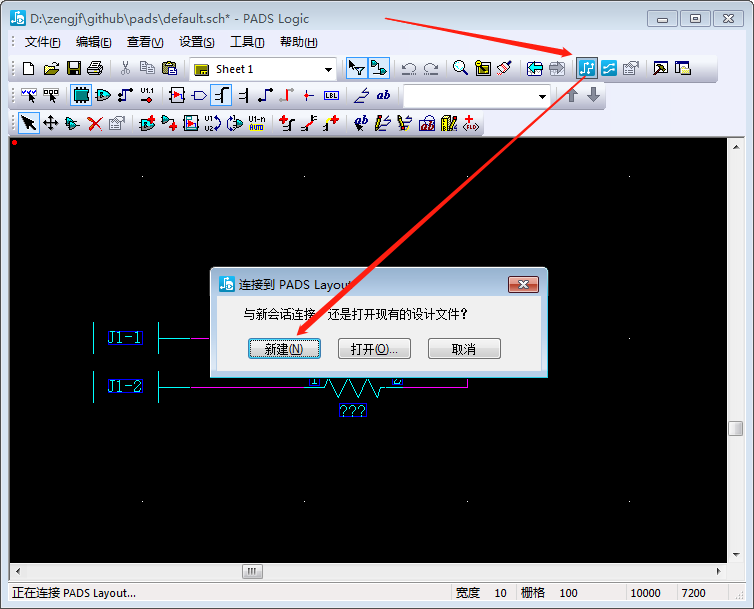 D:\zengjf\github\pads\default.sch* - PADS Logic
文件(F) 编辑(E) 查看(V) 设置(S) 工具(T) 帮助(H)
Sheet 1
U1.1
LBL ab
U1 U2 U1-n AUTO ab FLD
连接到 PADS Layout
与新会话连接，还是打开现有的设计文件?
新建(N) 打开(O)... 取消
J1-1
J1-2
1 2
???
正在连接 PADS Layout... 宽度 10 栅格 100 10000 7200